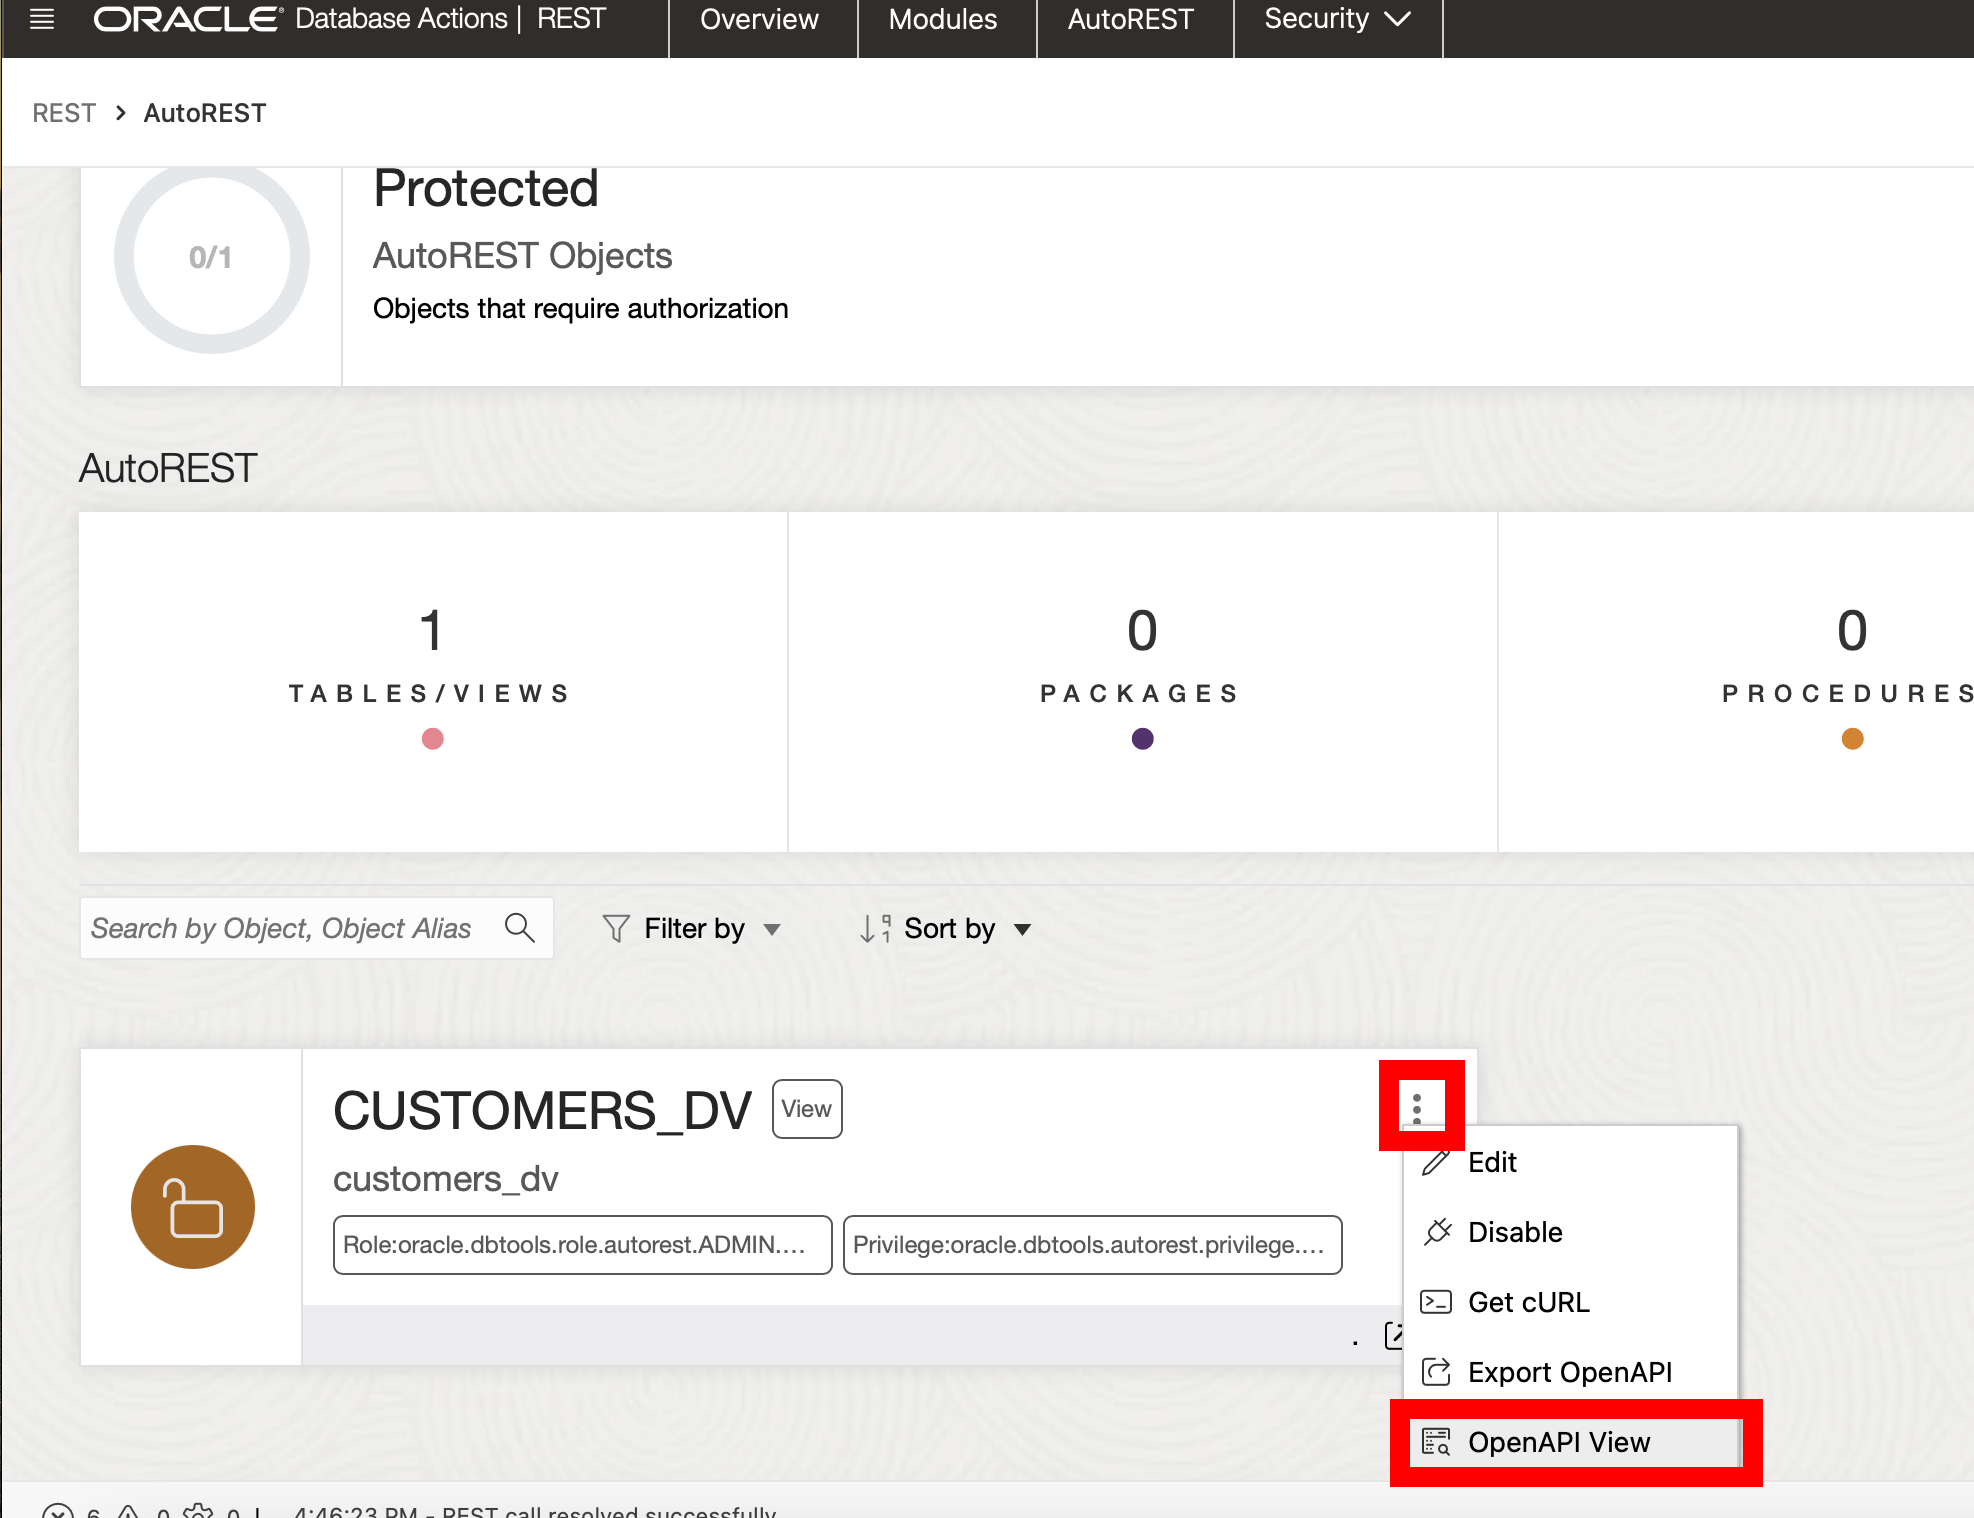 ORACLE Database Actions | REST Overview Modules AutoREST Security
REST > AutoREST
0/1
Protected
AutoREST Objects
Objects that require authorization
AutoREST
1
TABLES/VIEWS
0
PACKAGES
0
PROCEDURES
Search by Object, Object Alias
Filter by
Sort by
CUSTOMERS_DV View
customers_dv
Role:oracle.dbtools.role.autorest.ADMIN.... Privilege:oracle.dbtools.autorest.privilege....
.
Edit
Disable
Get cURL
Export OpenAPI
OpenAPI View
6 0 0 | 4:46:23 PM - REST call resolved successfully